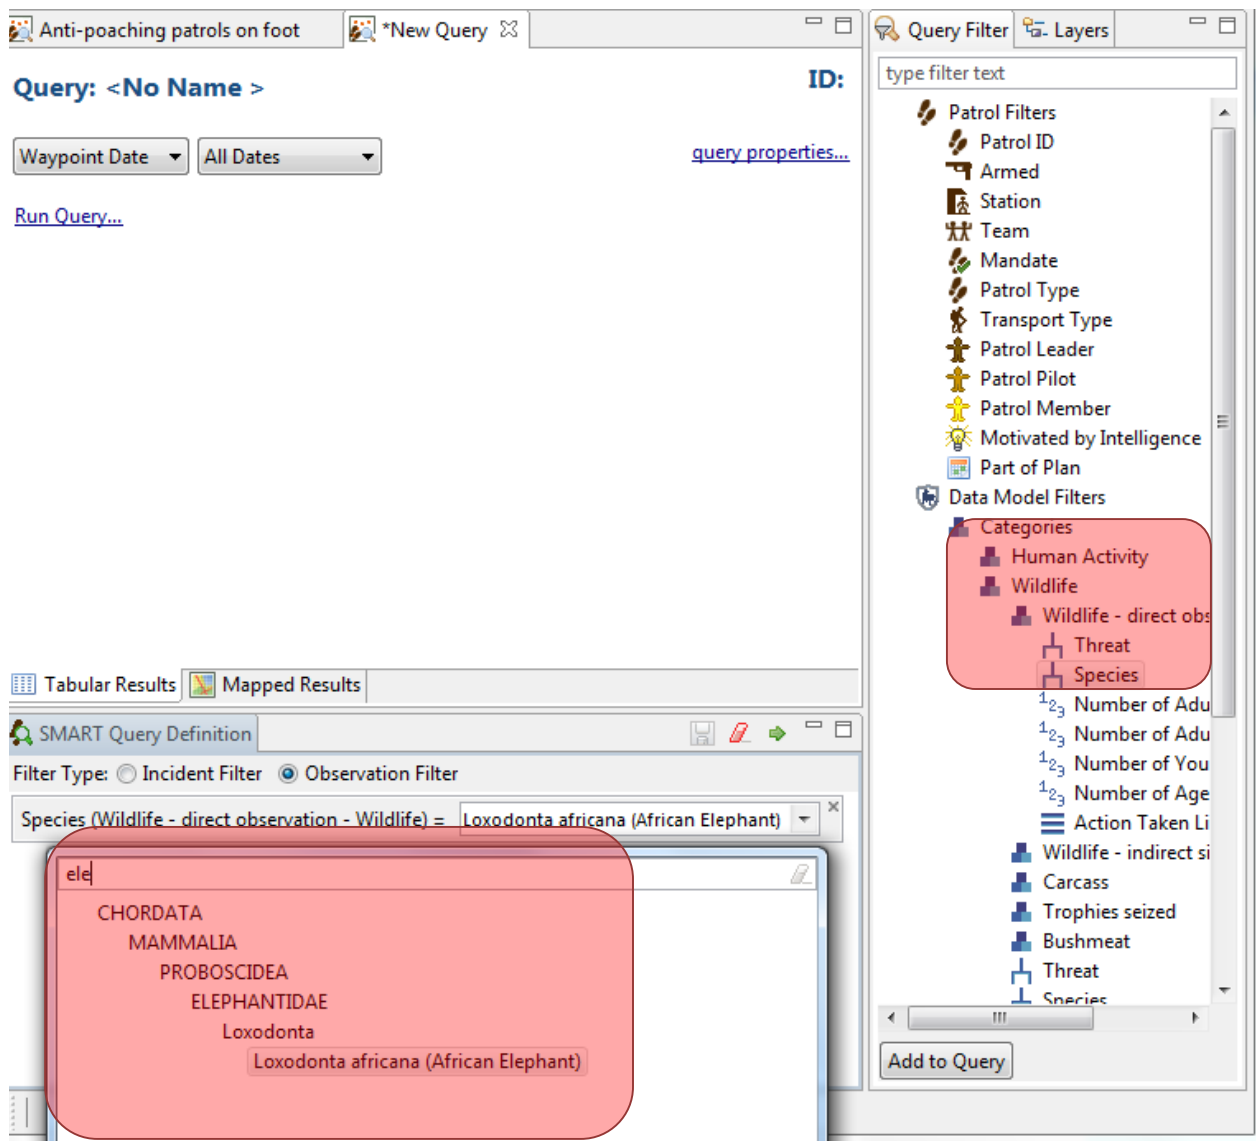 Anti-poaching patrols on foot
*New Query
Query: <No Name >
ID:
Waypoint Date
All Dates
query properties...
Run Query...
Tabular Results
Mapped Results
SMART Query Definition
Filter Type:
Incident Filter
Observation Filter
Species (Wildlife - direct observation - Wildlife) =
Loxodonta africana (African Elephant)
ele
CHORDATA
MAMMALIA
PROBOSCIDEA
ELEPHANTIDAE
Loxodonta
Loxodonta africana (African Elephant)
Query Filter
Layers
type filter text
Patrol Filters
Patrol ID
Armed
Station
Team
Mandate
Patrol Type
Transport Type
Patrol Leader
Patrol Pilot
Patrol Member
Motivated by Intelligence
Part of Plan
Data Model Filters
Categories
Human Activity
Wildlife
Wildlife - direct obs
Threat
Species
Number of Adu
Number of Adu
Number of You
Number of Age
Action Taken Li
Wildlife - indirect si
Carcass
Trophies seized
Bushmeat
Threat
Species
Add to Query